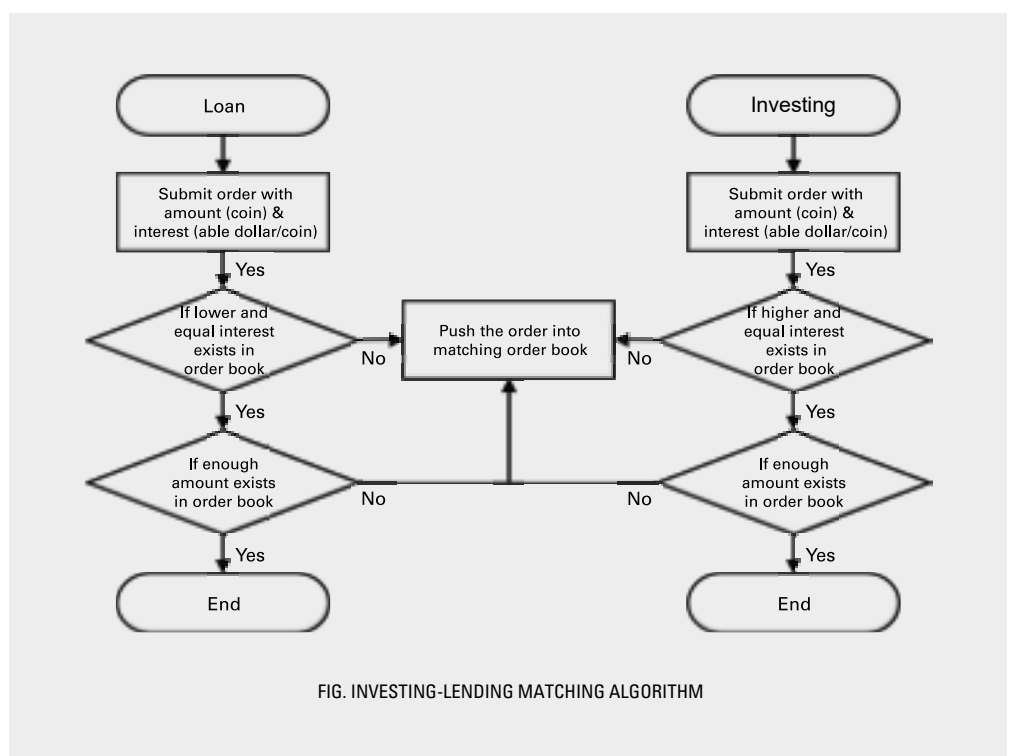 Loan
Submit order with
amount (coin) &
interest (able dollar/coin)
Yes
If lower and
equal interest
exists in
order book
No
Yes
If enough
amount exists
in order book
No
Yes
End
Push the order into
matching order book
Investing
Submit order with
amount (coin) &
interest (able dollar/coin)
Yes
If higher and
equal interest
exists in
order book
No
Yes
If enough
amount exists
in order book
No
Yes
End
FIG. INVESTING-LENDING MATCHING ALGORITHM